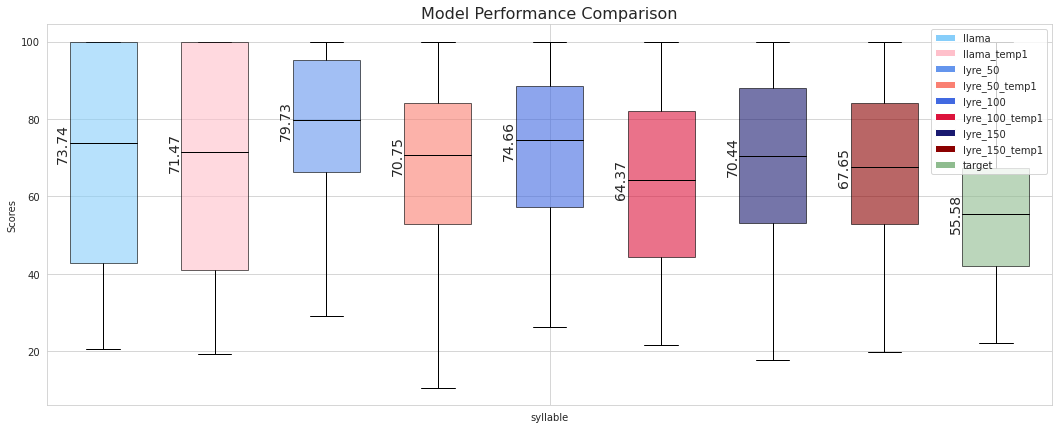 Model Performance Comparison
Scores
100
80
60
40
20
73.74
71.47
79.73
70.75
74.66
64.37
70.44
67.65
55.58
llama
llama_temp1
lyre_50
lyre_50_temp1
lyre_100
lyre_100_temp1
lyre_150
lyre_150_temp1
target
syllable